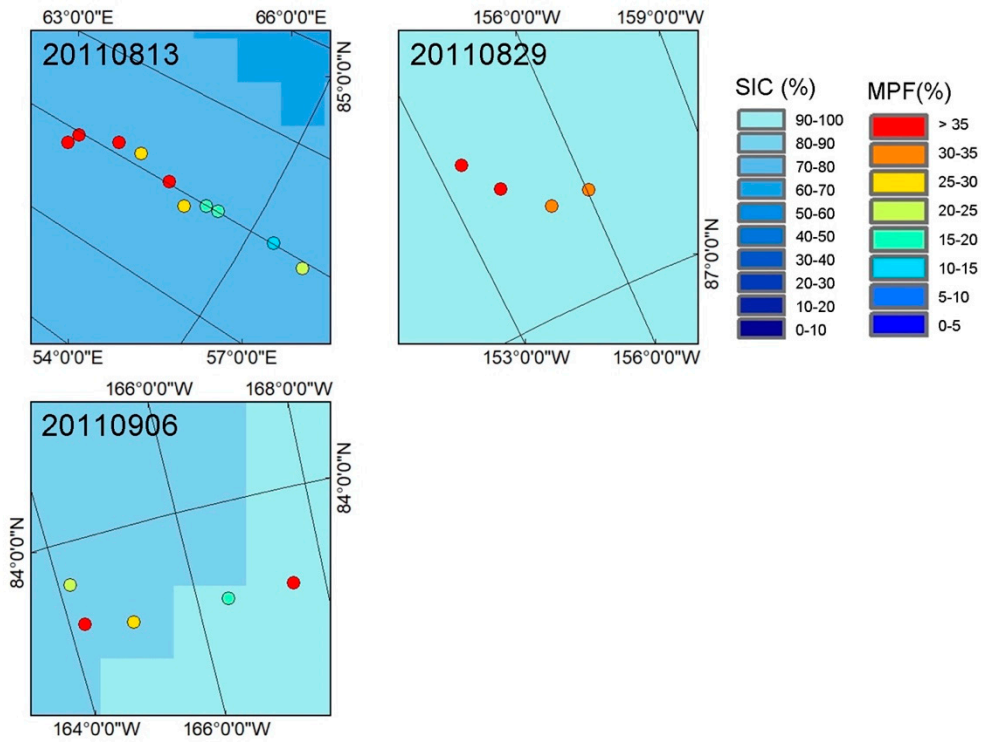 63°0'0"E 66°0'0"E
20110813
85°0'0"N
54°0'0"E 57°0'0"E
156°0'0"W 159°0'0"W
20110829
87°0'0"N
153°0'0"W 156°0'0"W
SIC (%)
90-100
80-90
70-80
60-70
50-60
40-50
30-40
20-30
10-20
0-10
MPF(%)
> 35
30-35
25-30
20-25
15-20
10-15
5-10
0-5
166°0'0"W 168°0'0"W
20110906
84°0'0"N
84°0'0"N
164°0'0"W 166°0'0"W